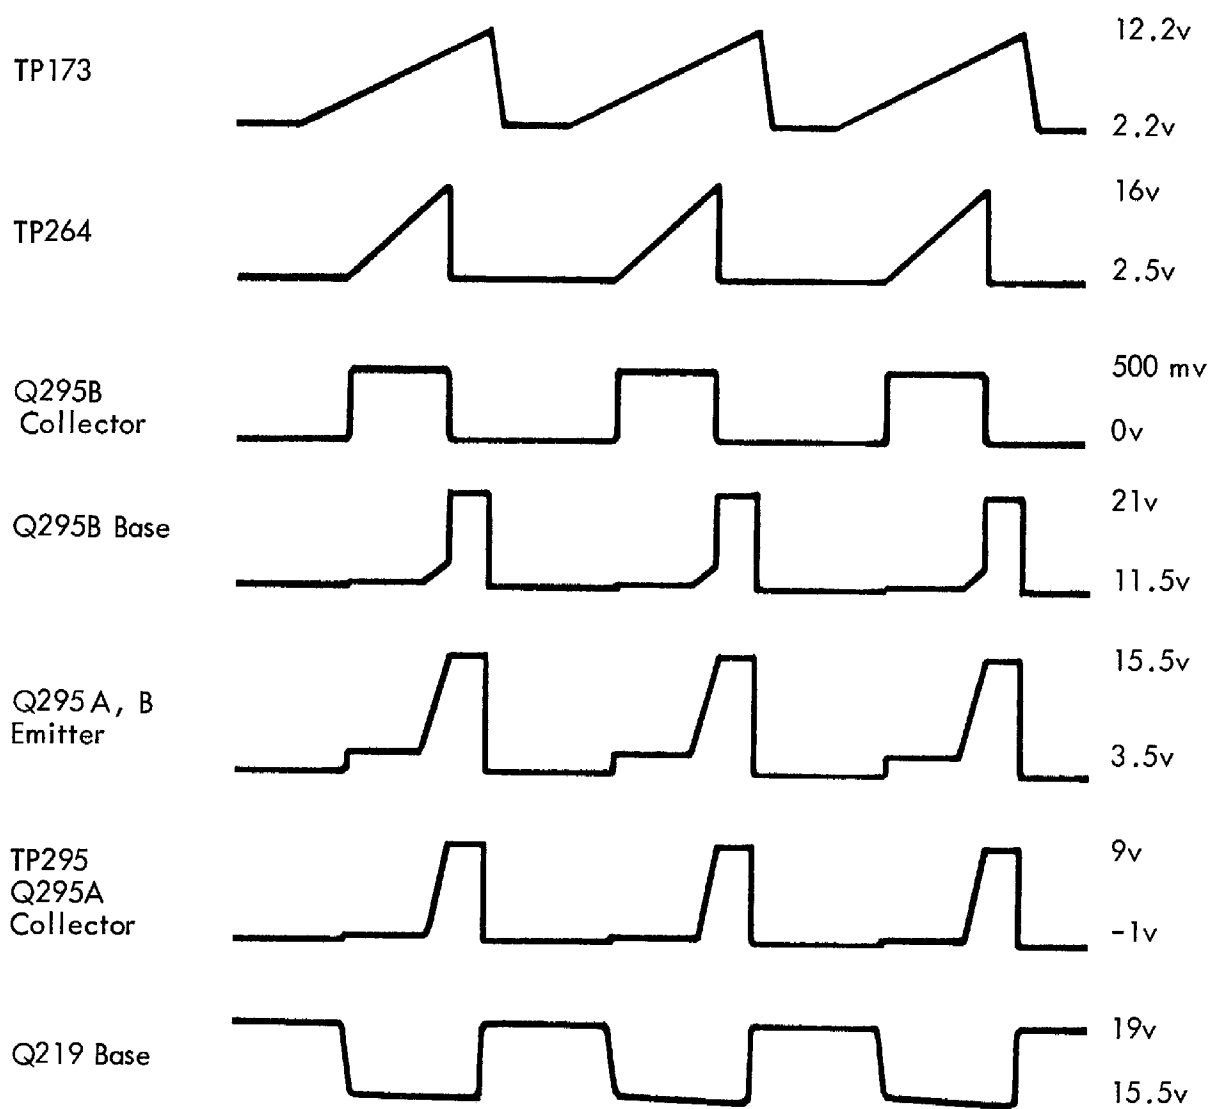 TP173
12.2v
2.2v
TP264
16v
2.5v
Q295B
Collector
500 mv
0v
Q295B Base
21v
11.5v
Q295A, B
Emitter
15.5v
3.5v
TP295
Q295A
Collector
9v
-1v
Q219 Base
19v
15.5v